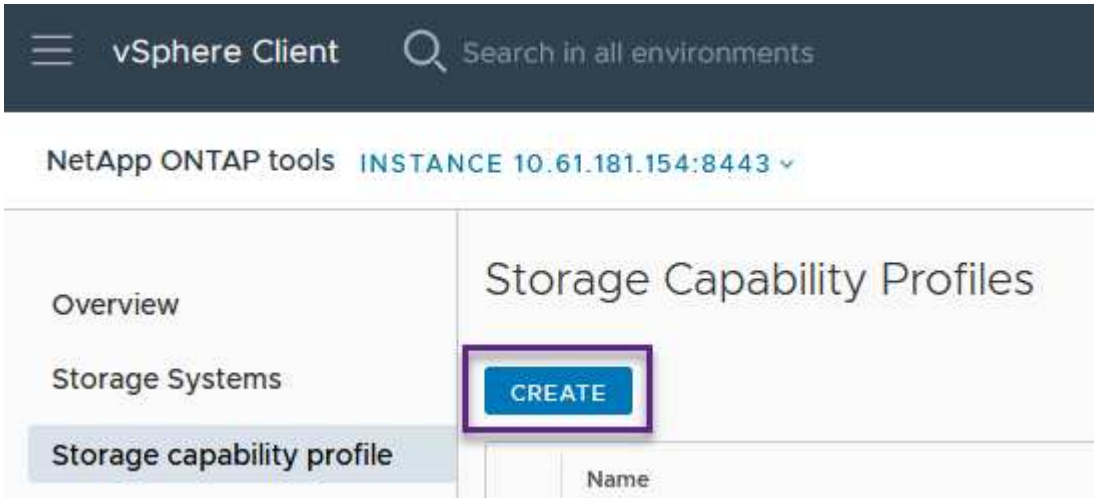 vSphere Client
Search in all environments
NetApp ONTAP tools INSTANCE 10.61.181.154:8443
Overview
Storage Systems
Storage capability profile
Storage Capability Profiles
CREATE
Name